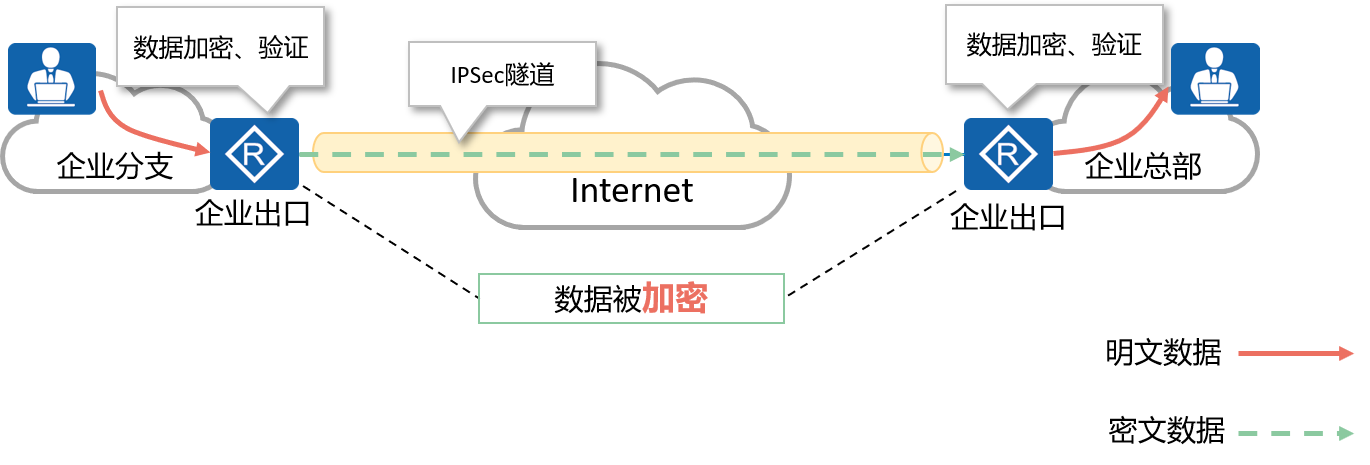 数据加密、验证
IPSec隧道
数据加密、验证
R
R
企业分支
企业总部
Internet
企业出口
企业出口
数据被加密
明文数据
密文数据